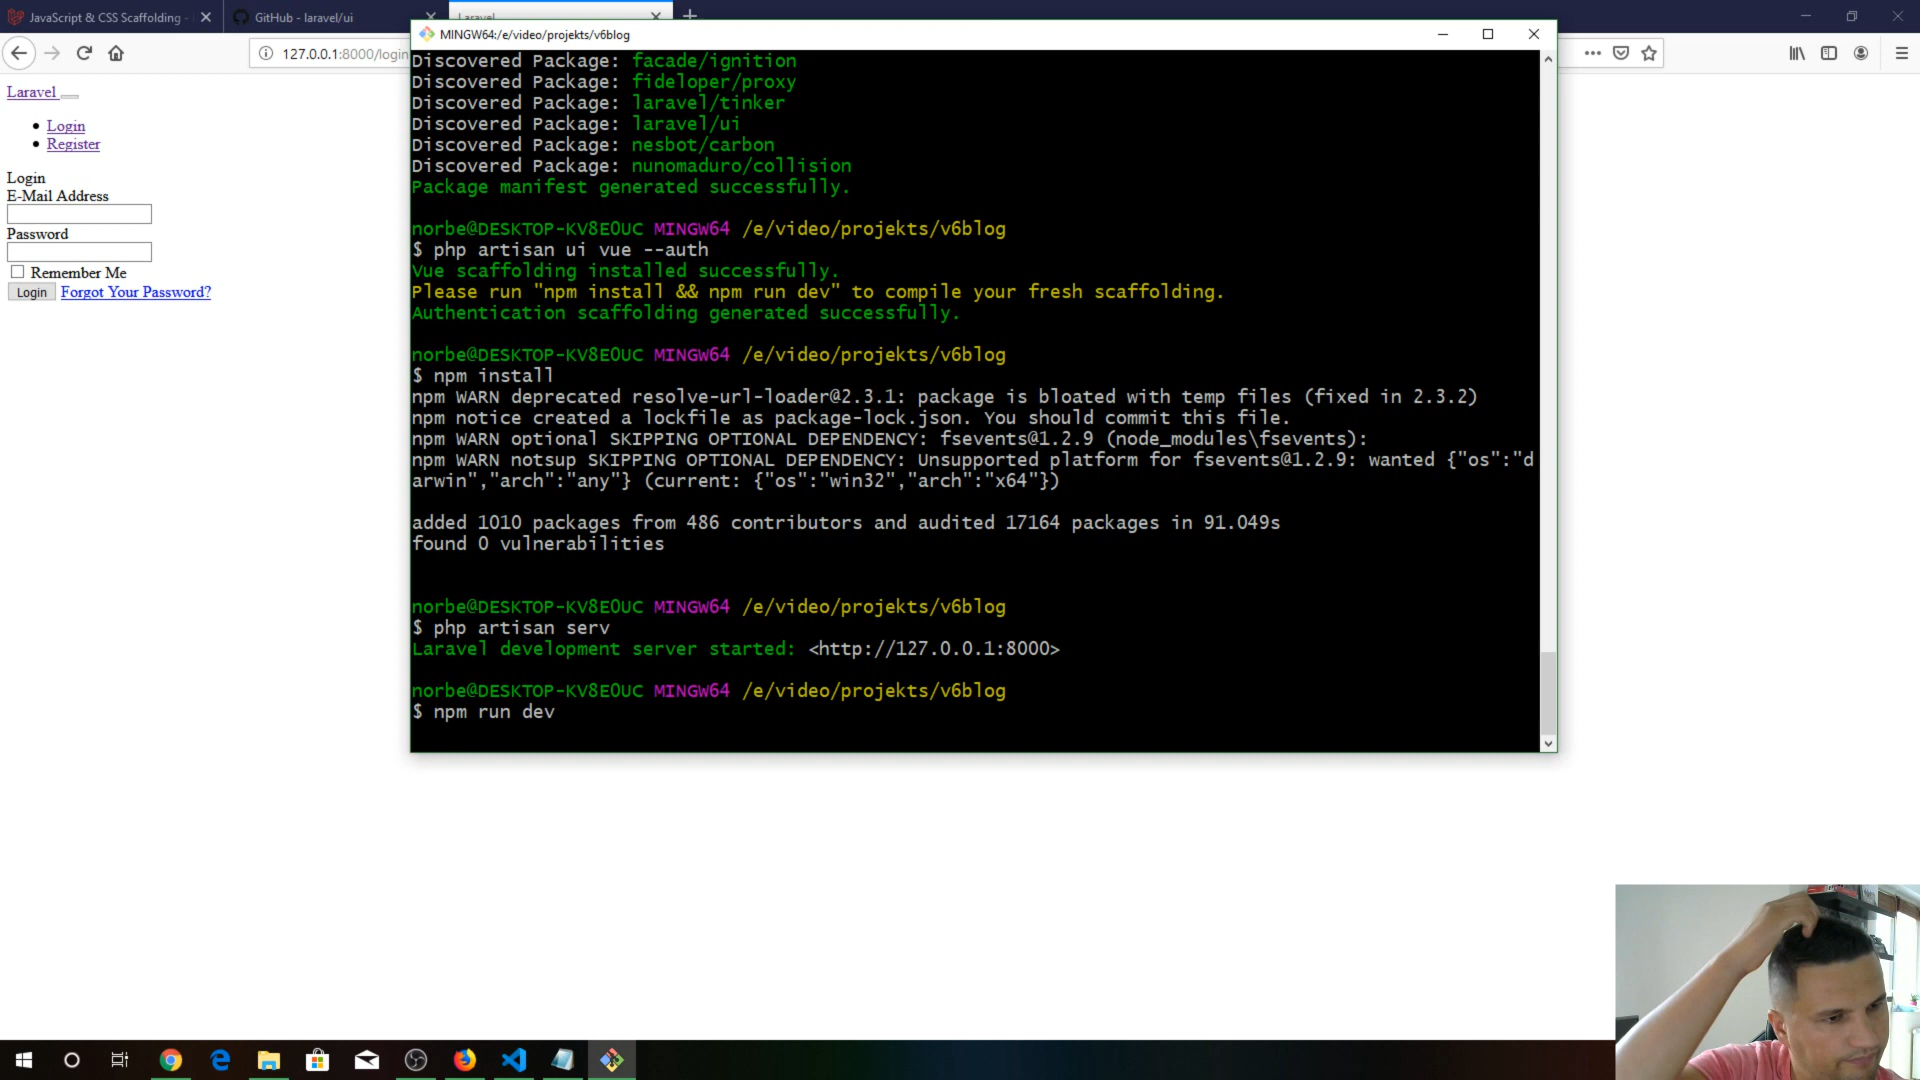 JavaScript & CSS Scaffolding -
GitHub - laravel/ui
Laravel
MINGW64:/e/video/projekts/v6blog
127.0.0.1:8000/login
Laravel
Login
Register
Login
E-Mail Address
Password
Remember Me
Login Forgot Your Password?
Discovered Package: facade/ignition
Discovered Package: fideloper/proxy
Discovered Package: laravel/tinker
Discovered Package: laravel/ui
Discovered Package: nesbot/carbon
Discovered Package: nunomaduro/collision
Package manifest generated successfully.
norbe@DESKTOP-KV8E0UC MINGW64 /e/video/projekts/v6blog
$ php artisan ui vue --auth
Vue scaffolding installed successfully.
Please run "npm install && npm run dev" to compile your fresh scaffolding.
Authentication scaffolding generated successfully.
norbe@DESKTOP-KV8E0UC MINGW64 /e/video/projekts/v6blog
$ npm install
npm WARN deprecated resolve-url-loader@2.3.1: package is bloated with temp files (fixed in 2.3.2)
npm notice created a lockfile as package-lock.json. You should commit this file.
npm WARN optional SKIPPING OPTIONAL DEPENDENCY: fsevents@1.2.9 (node_modules\fsevents):
npm WARN notsup SKIPPING OPTIONAL DEPENDENCY: Unsupported platform for fsevents@1.2.9: wanted {"os":"d
arwin","arch":"any"} (current: {"os":"win32","arch":"x64"})
added 1010 packages from 486 contributors and audited 17164 packages in 91.049s
found 0 vulnerabilities
norbe@DESKTOP-KV8E0UC MINGW64 /e/video/projekts/v6blog
$ php artisan serv
Laravel development server started: <http://127.0.0.1:8000>
norbe@DESKTOP-KV8E0UC MINGW64 /e/video/projekts/v6blog
$ npm run dev